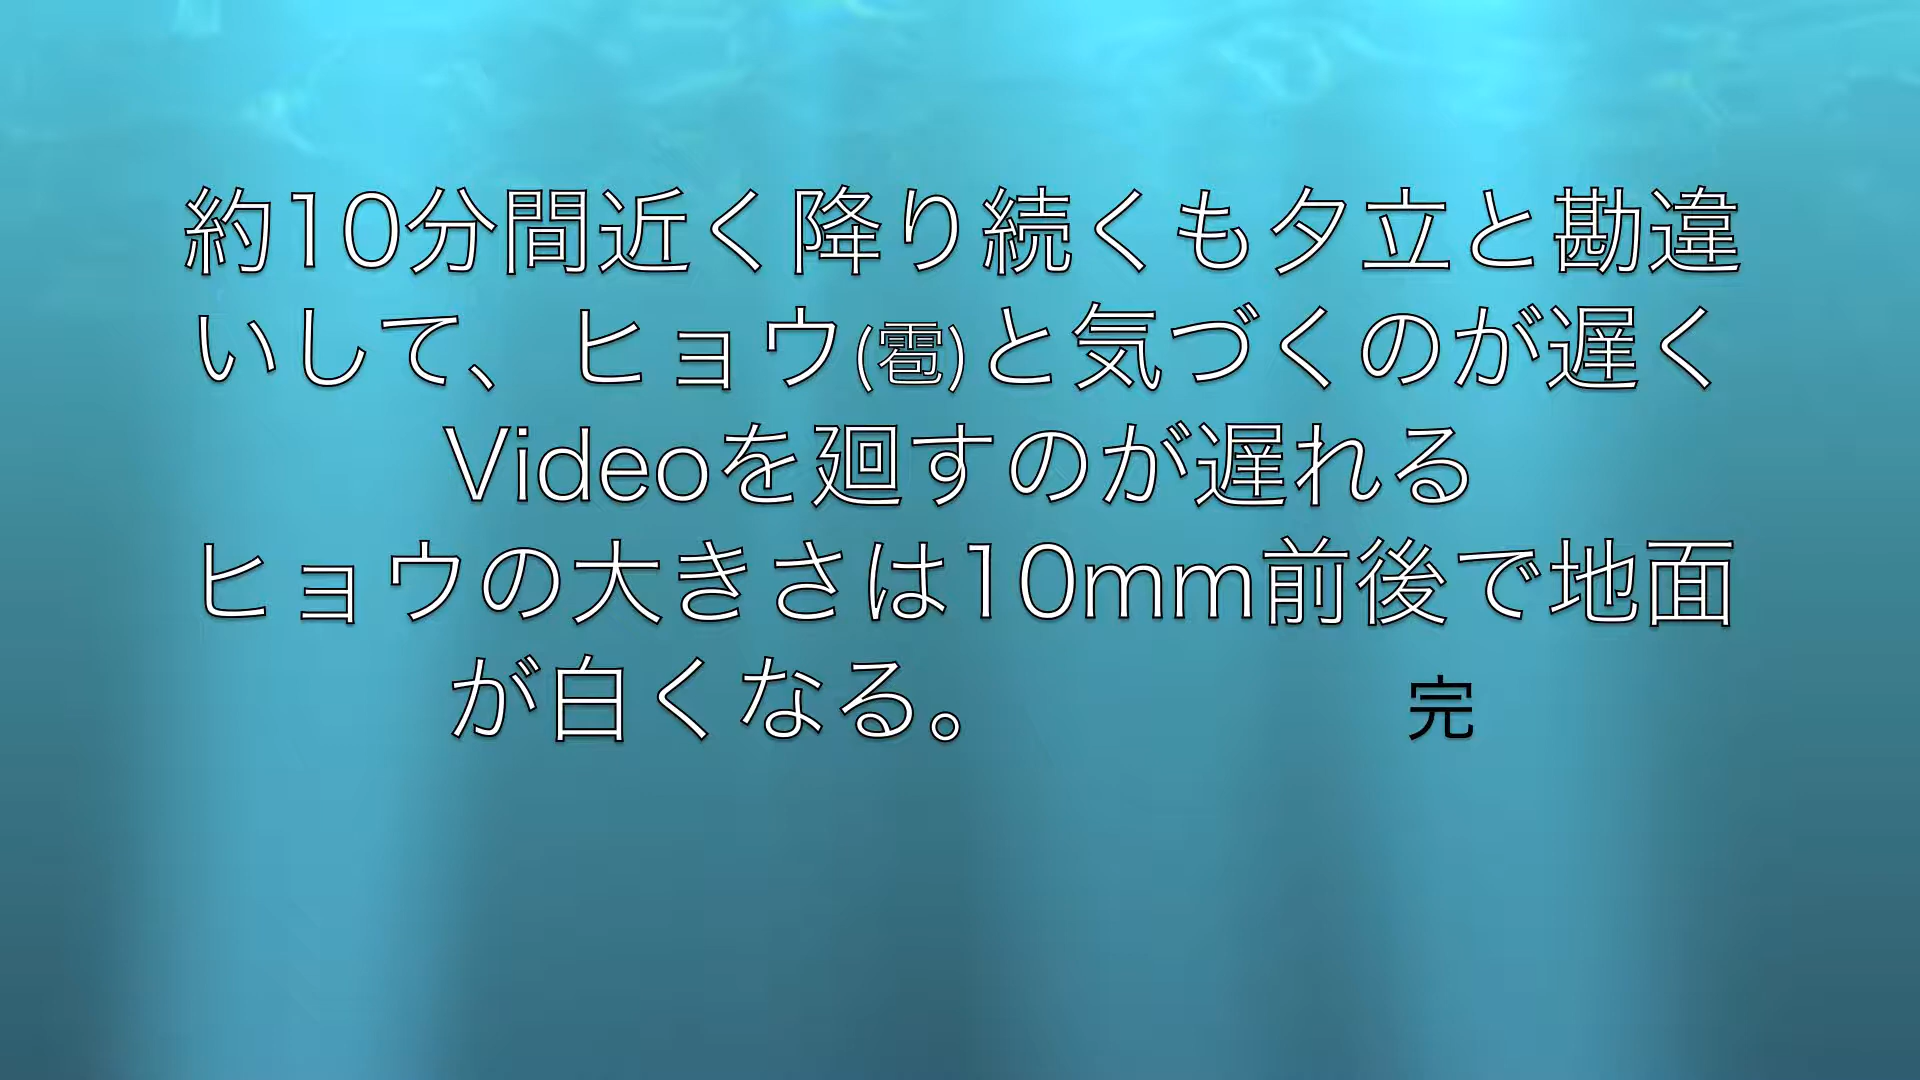 約10分間近く降り続くも夕立と勘違
いして、ヒョウ(雹)と気づくのが遅く
Videoを廻すのが遅れる
ヒョウの大きさは10mm前後で地面
が白くなる。 完